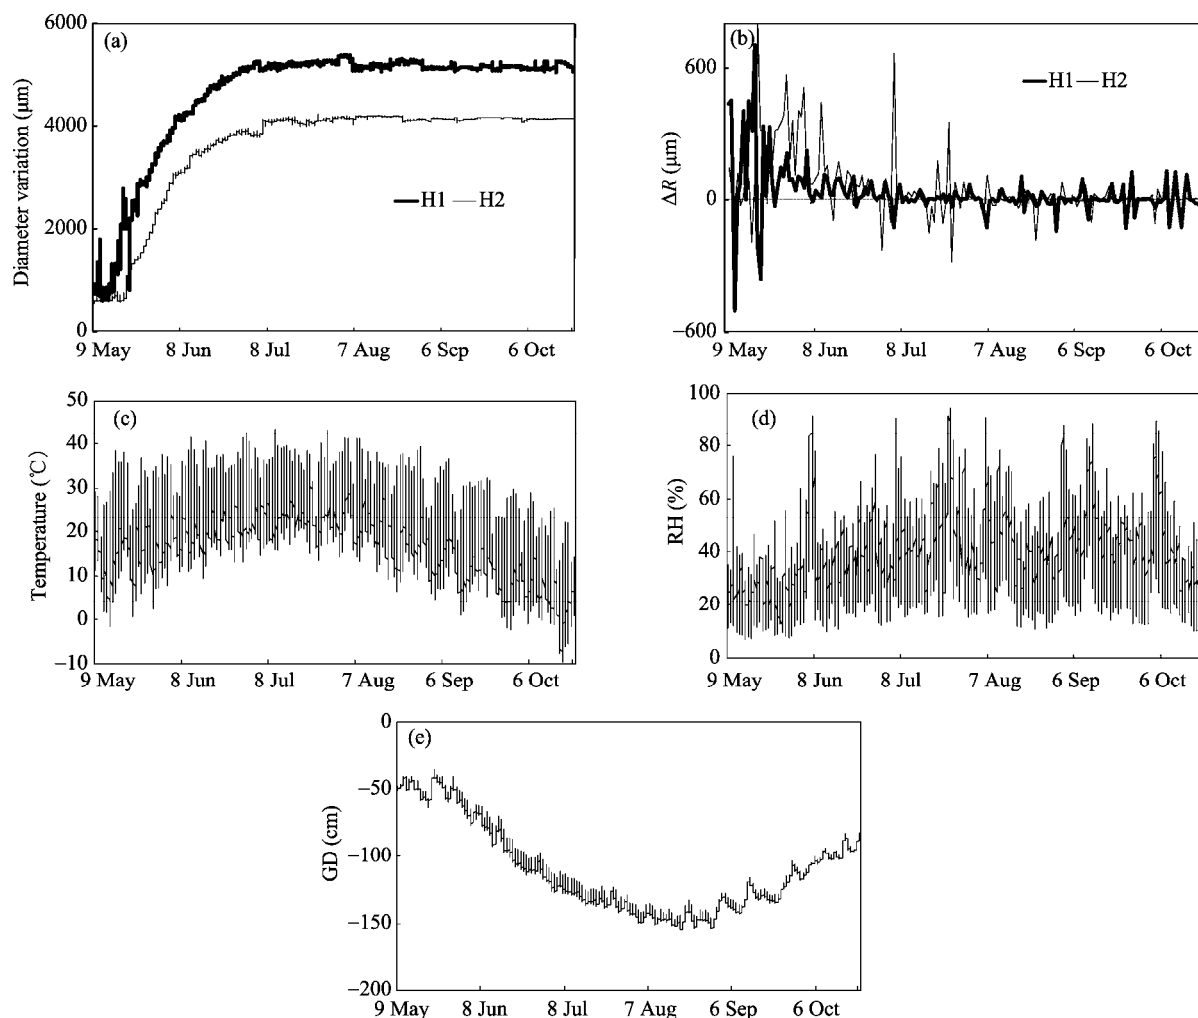 (a)
Diameter variation (μm)
6000
4000
2000
0
H1 H2
9 May 8 Jun 8 Jul 7 Aug 6 Sep 6 Oct
(b)
ΔR (μm)
600
0
−600
H1 H2
9 May 8 Jun 8 Jul 7 Aug 6 Sep 6 Oct
(c)
Temperature (℃)
50
40
30
20
10
0
−10
9 May 8 Jun 8 Jul 7 Aug 6 Sep 6 Oct
(d)
RH (%)
100
80
60
40
20
0
9 May 8 Jun 8 Jul 7 Aug 6 Sep 6 Oct
(e)
GD (cm)
0
−50
−100
−150
−200
9 May 8 Jun 8 Jul 7 Aug 6 Sep 6 Oct